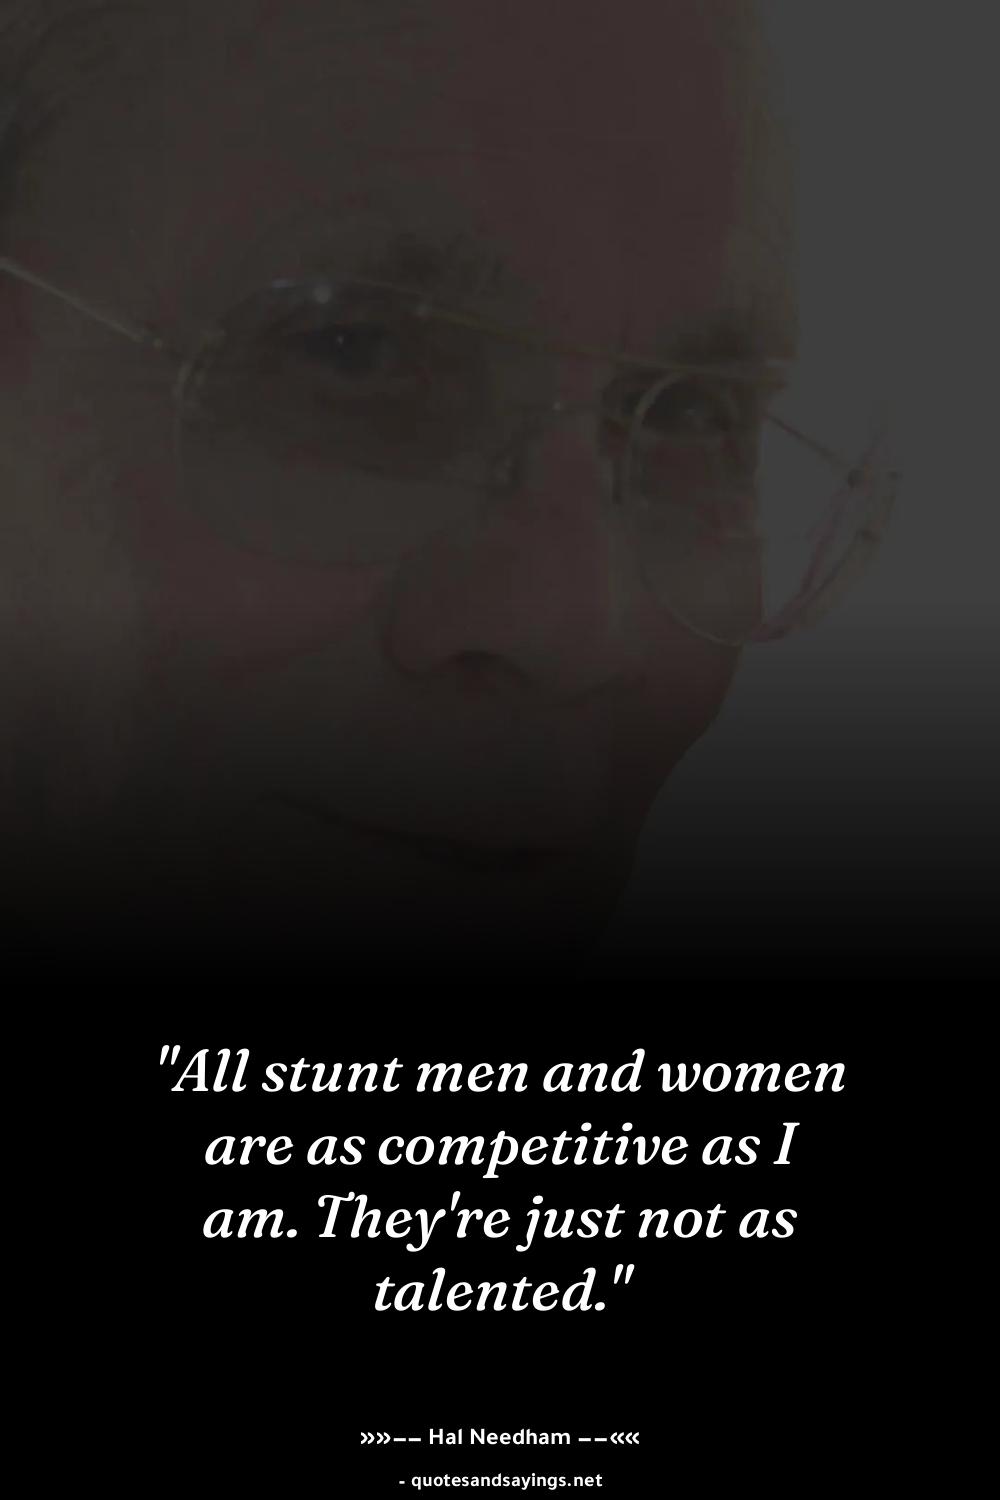 "All stunt men and women
are as competitive as I
am. They're just not as
talented."
»»–– Hal Needham ––««
- quotesandsayings.net